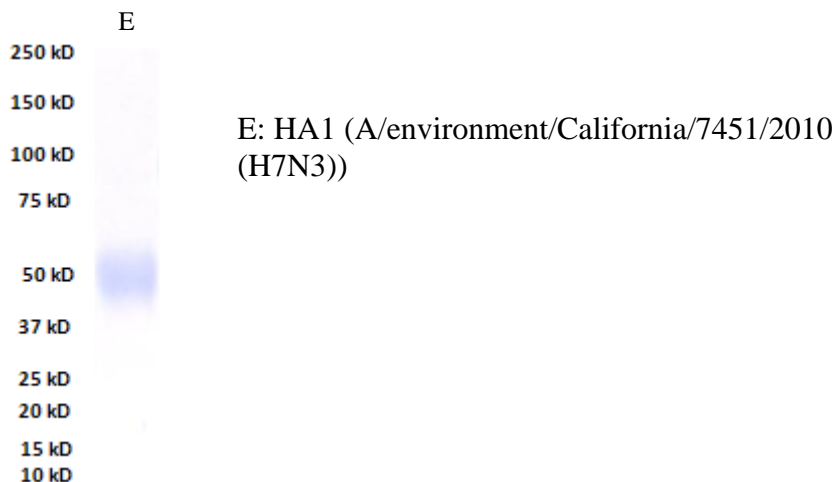 E
250 kD
150 kD
E: HA1 (A/environment/California/7451/2010
100 kD
(H7N3))
75 kD
50 kD
37 kD
25 kD
20 kD
15 kD
10 kD